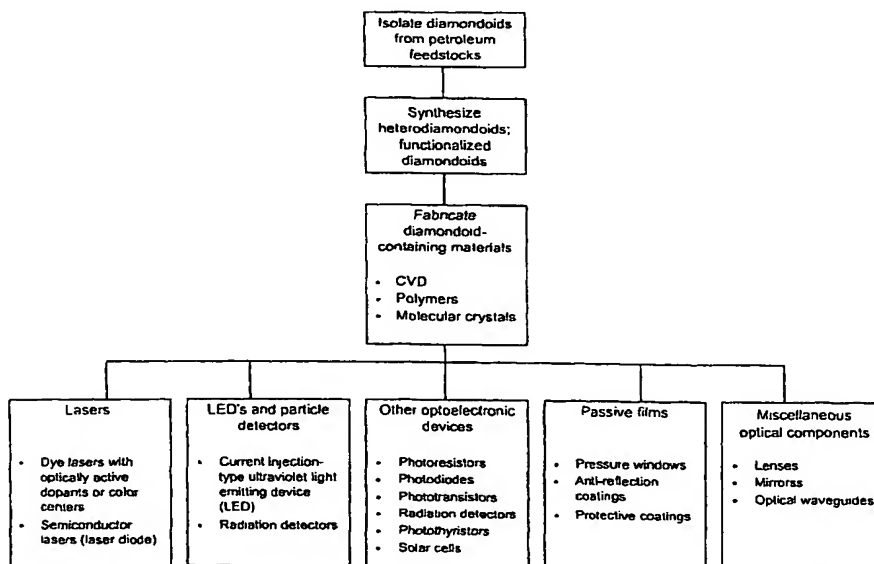 Isolate diamondoids
from petroleum
feedstocks
Synthesize
heterodiamondoids;
functionalized
diamondoids
Fabricate
diamondoid-
containing materials
• CVD
• Polymers
• Molecular crystals
Lasers
• Dye lasers with
optically active
dopants or color
centers
• Semiconductor
lasers (laser diode)
LED's and particle
detectors
• Current Injection-
type ultraviolet light
emitting device
(LED)
• Radiation detectors
Other optoelectronic
devices
• Photoresistors
• Photodiodes
• Phototransistors
• Radiation detectors
• Photothyristors
• Solar cells
Passive films
• Pressure windows
• Anti-reflection
coatings
• Protective coatings
Miscellaneous
optical components
• Lenses
• Mirrors
• Optical waveguides